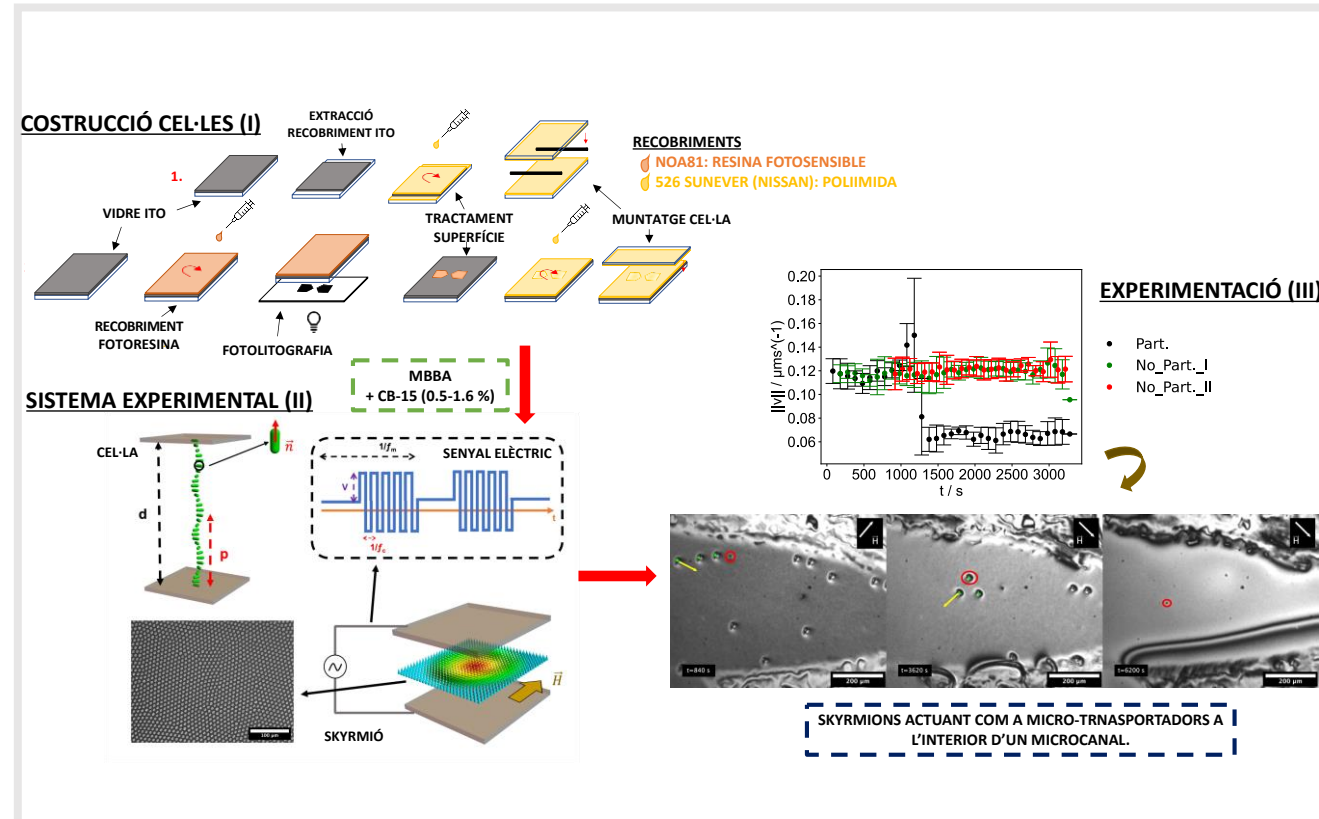 COSTRUCCIÓ CEL·LES (I)
EXTRACCIÓ
RECOBRIMENT ITO
1.
VIDRE ITO
TRACTAMENT
SUPERFÍCIE
RECOBRIMENTS
NOA81: RESINA FOTOSENSIBLE
526 SUNEVER (NISSAN): POLIIMIDA
MUNTATGE CEL·LA
RECOBRIMENT
FOTORESINA
FOTOLITOGRAFIA
MBBA
+ CB-15 (0.5-1.6 %)
SISTEMA EXPERIMENTAL (II)
CEL·LA
n
d
p
1/fm
SENYAL ELÈCTRIC
V
t
1/fc
H
100 µm
SKYRMIÓ
EXPERIMENTACIÓ (III)
0.20
0.18
0.16
0.14
0.12
0.10
0.08
0.06
||v|| / µms^(-1)
0 500 1000 1500 2000 2500 3000
t / s
Part.
No_Part._I
No_Part._II
H
H
H
t=840 s
200 µm
t=3620 s
200 µm
t=6200 s
200 µm
SKYRMIONS ACTUANT COM A MICRO-TRNASPORTADORS A
L'INTERIOR D'UN MICROCANAL.